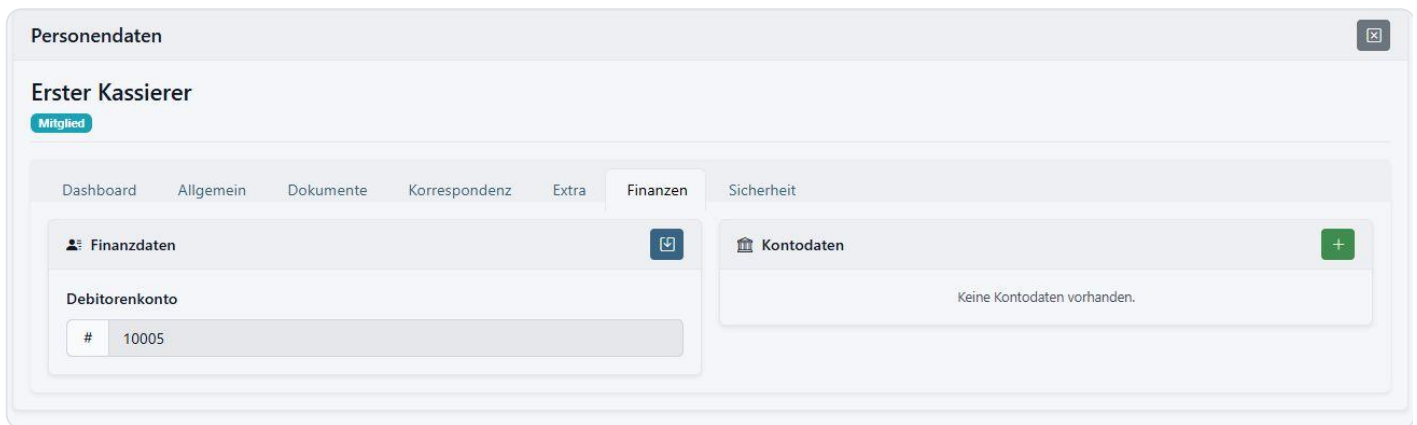 Personendaten
Erster Kassierer
Mitglied
Dashboard Allgemein Dokumente Korrespondenz Extra Finanzen Sicherheit
Finanzdaten
Debitorenkonto
# 10005
Kontodaten
+
Keine Kontodaten vorhanden.